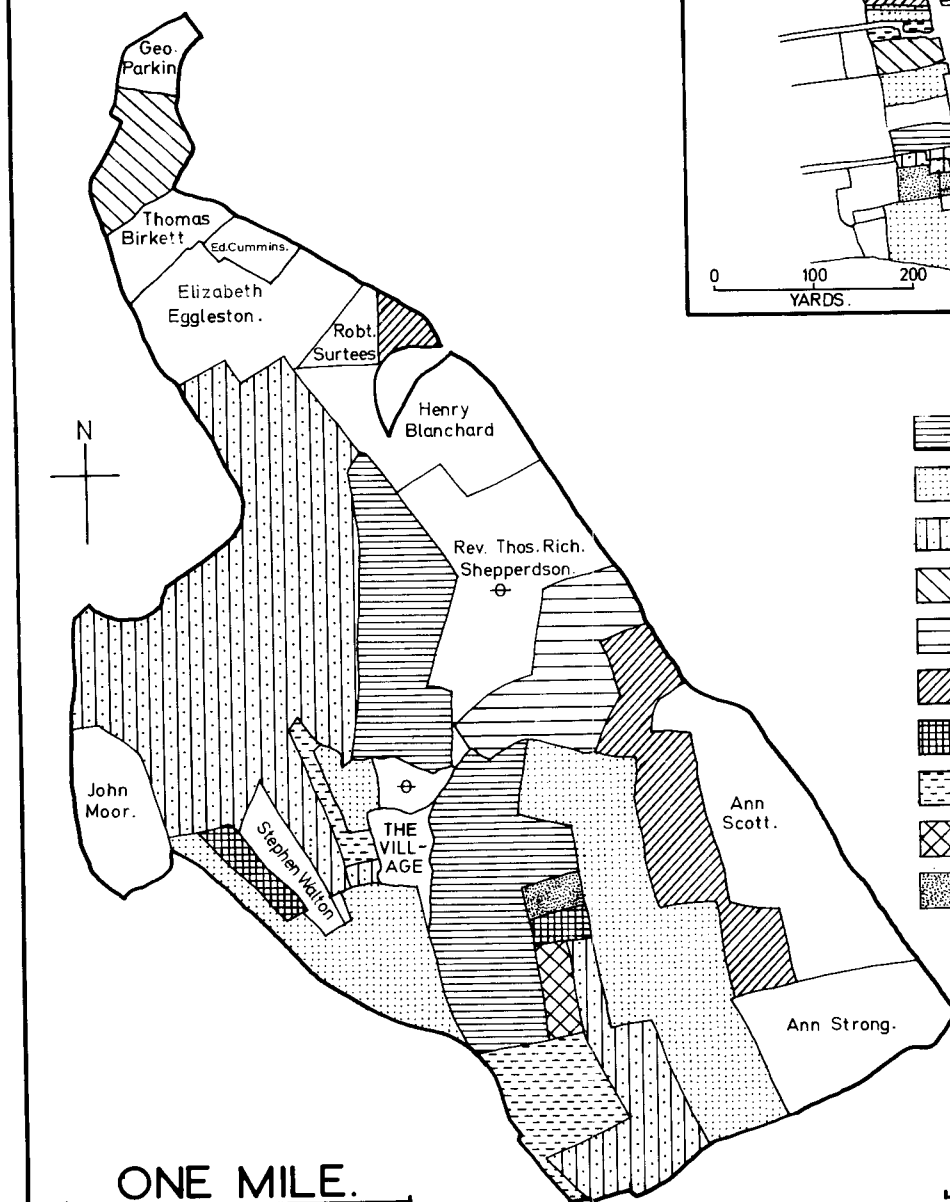 Geo.
Parkin
Thomas
Birkett
Ed.Cummins.
Elizabeth
Eggleston.
Robt.
Surtees
Henry
Blanchard
N
Rev. Thos. Rich.
Shepperdson.
John
Moor.
Stephen Walton
THE
VILL-
AGE
Ann
Scott.
Ann Strong.
ONE MILE.
0 100 200
YARDS.